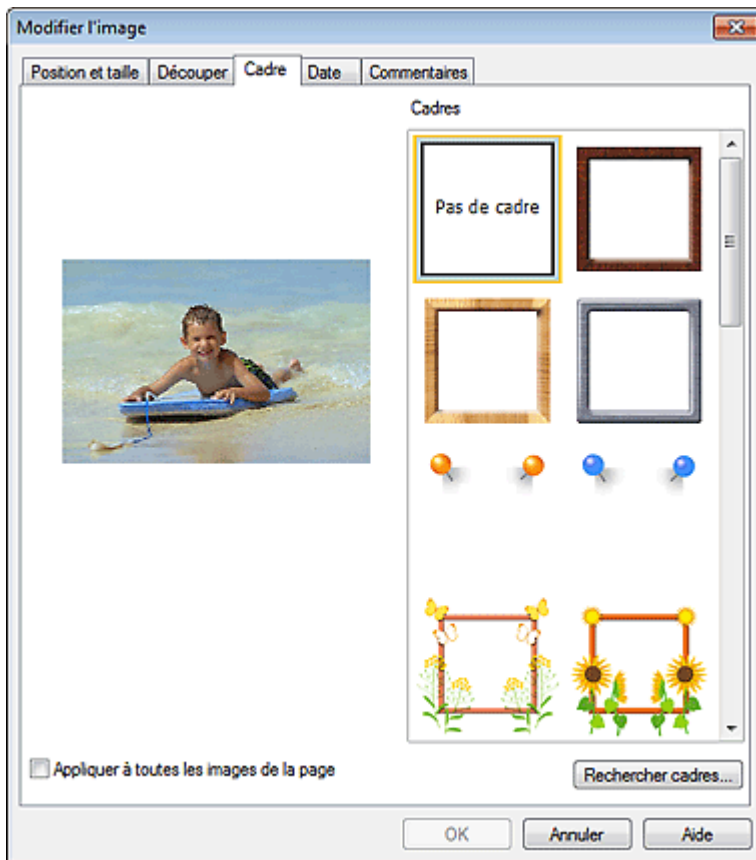 Modifier l'image
Position et taille Découper Cadre Date Commentaires
Cadres
Pas de cadre
Appliquer à toutes les images de la page
Rechercher cadres...
OK Annuler Aide